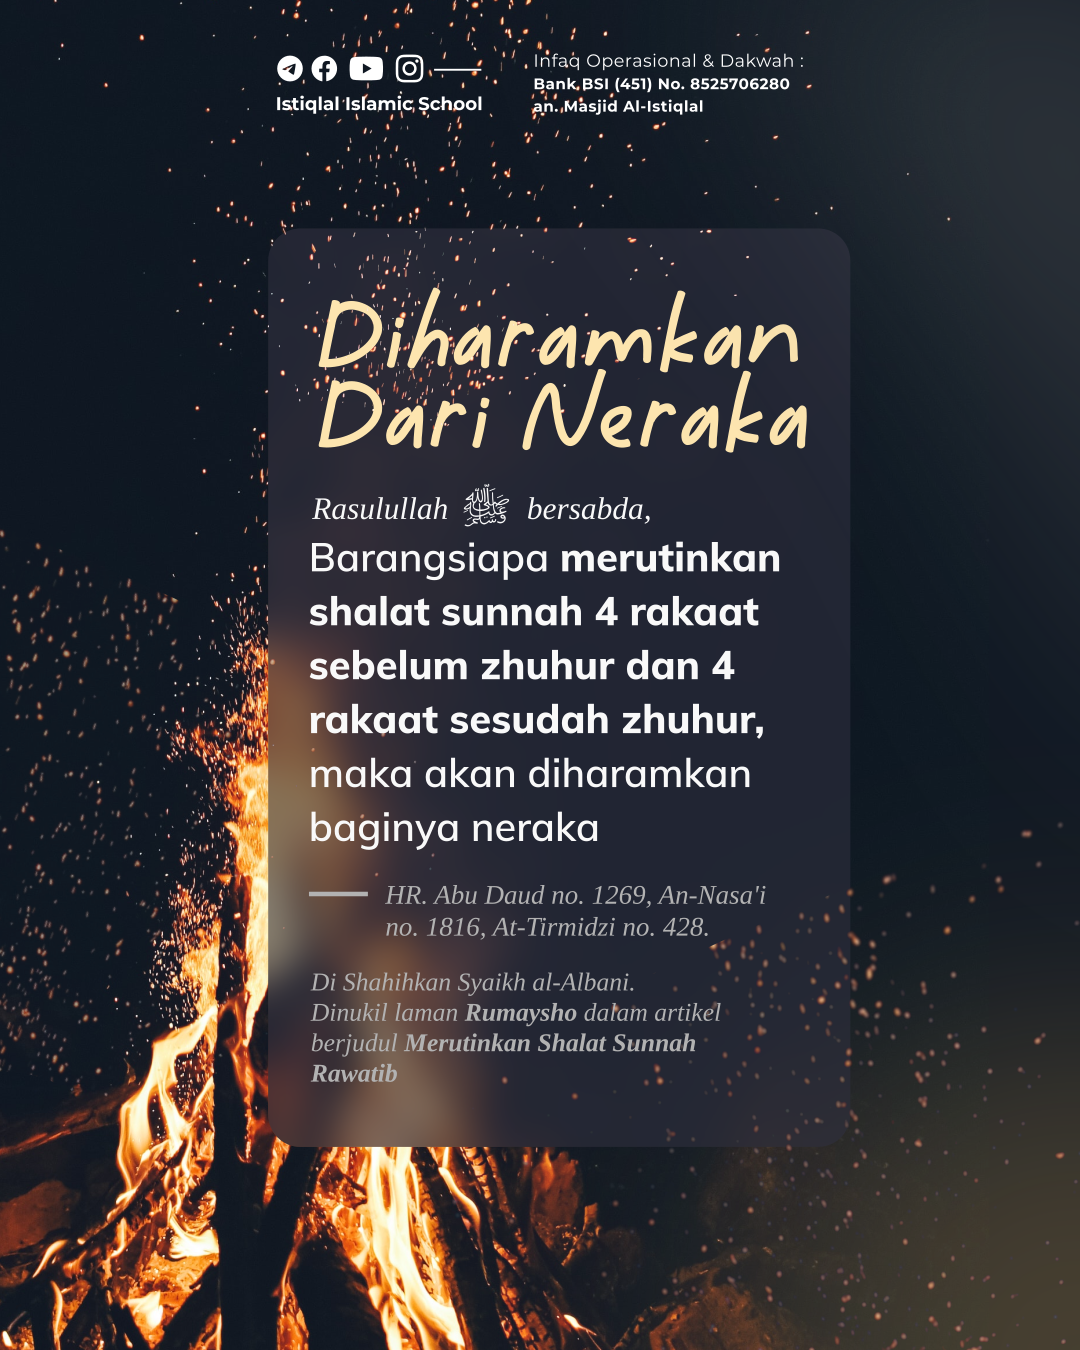 Istiqlal Islamic School
Infaq Operasional & Dakwah :
Bank BSI (451) No. 8525706280
an. Masjid Al-Istiqlal
Diharamkan
Dari Neraka
Rasulullah ﷺ bersabda,
Barangsiapa merutinkan
shalat sunnah 4 rakaat
sebelum zhuhur dan 4
rakaat sesudah zhuhur,
maka akan diharamkan
baginya neraka
HR. Abu Daud no. 1269, An-Nasa'i
no. 1816, At-Tirmidzi no. 428.
Di Shahihkan Syaikh al-Albani.
Dinukil laman Rumaysho dalam artikel
berjudul Merutinkan Shalat Sunnah
Rawatib